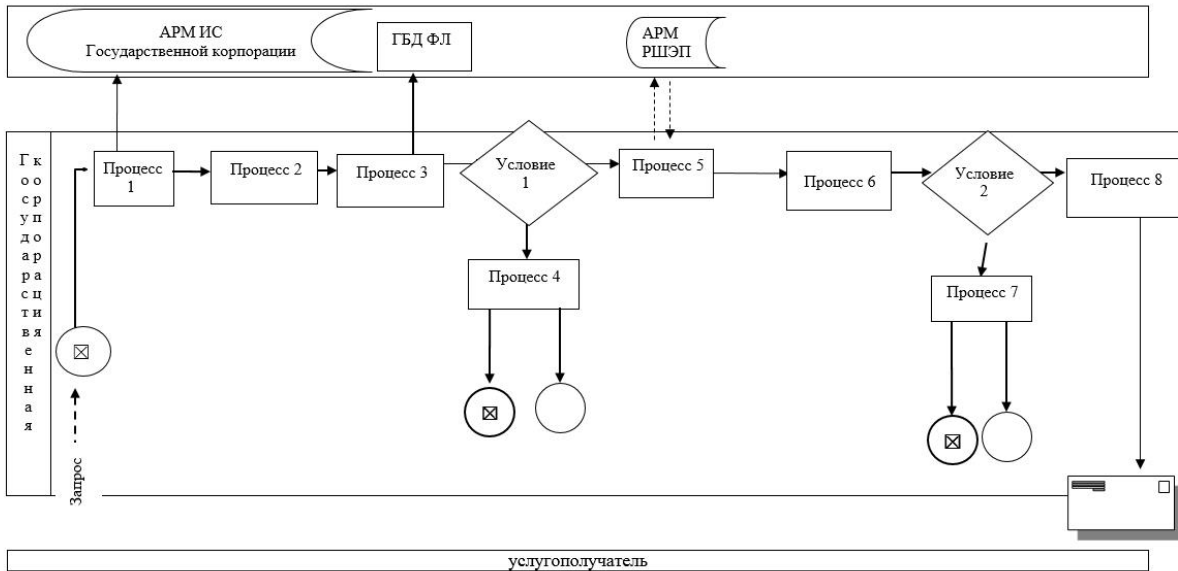 АРМ ИС
Государственной корпорации
ГБД ФЛ
АРМ
РШЭП
Государственная
корпорация
Процесс
1
Процесс 2
Процесс 3
Условие
1
Процесс 5
Процесс 6
Условие
2
Процесс 8
Процесс 4
Процесс 7
Запрос
услугополучатель